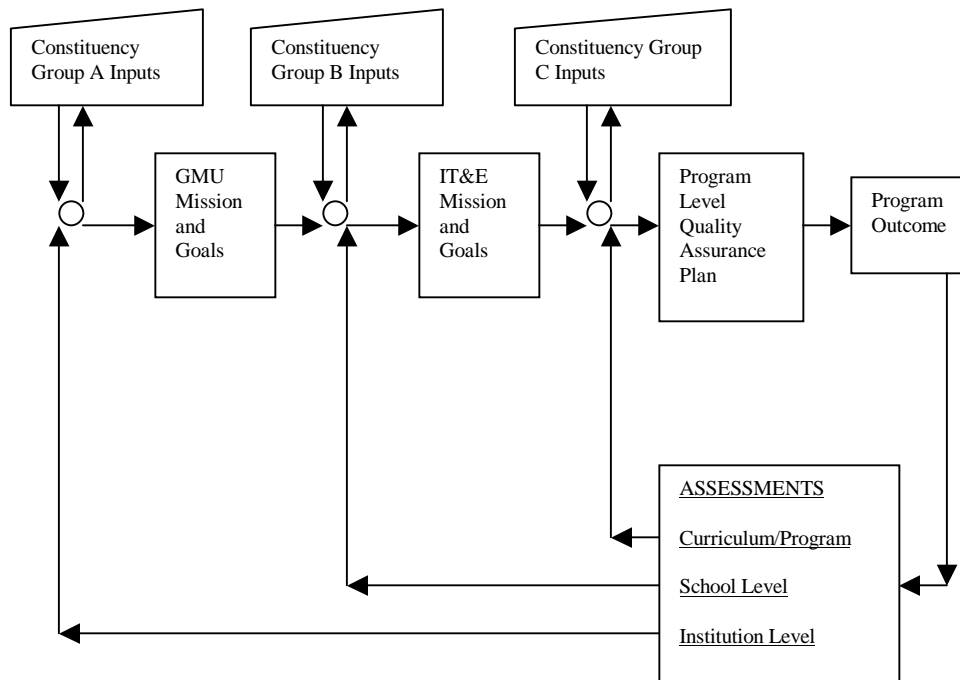 Constituency
Group A Inputs
Constituency
Group B Inputs
Constituency Group
C Inputs
GMU
Mission
and
Goals
IT&E
Mission
and
Goals
Program
Level
Quality
Assurance
Plan
Program
Outcome
ASSESSMENTS
Curriculum/Program
School Level
Institution Level